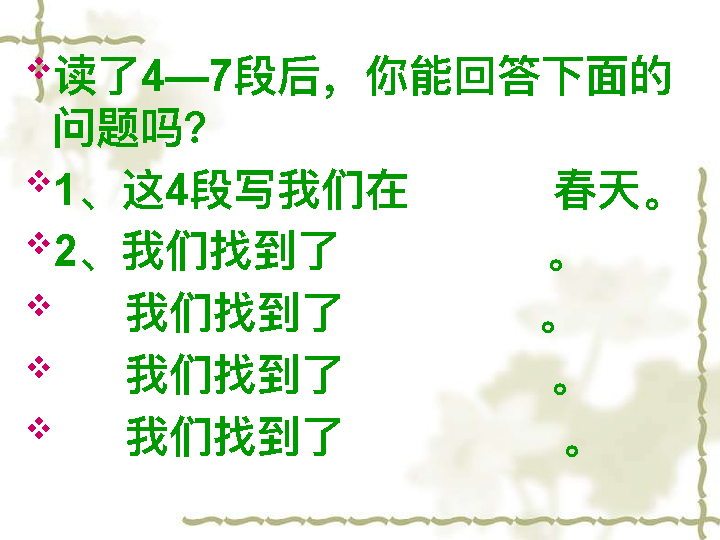 读了4—7段后，你能回答下面的
问题吗？
1、这4段写我们在 春天。
2、我们找到了 。
我们找到了 。
我们找到了 。
我们找到了 。